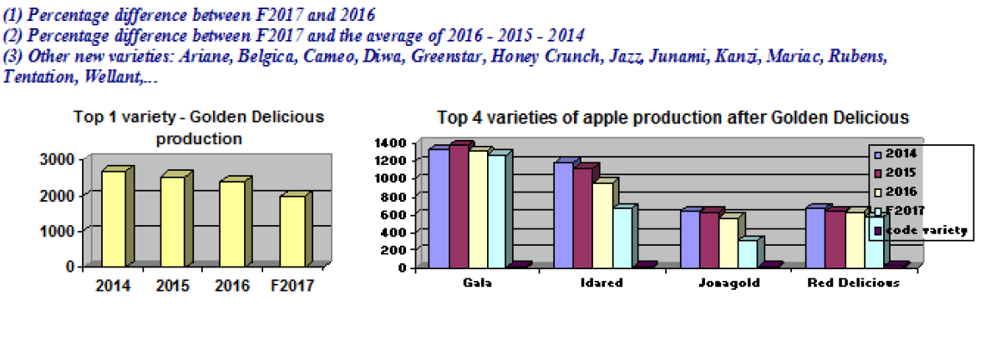 (1) Percentage difference between F2017 and 2016
(2) Percentage difference between F2017 and the average of 2016 - 2015 - 2014
(3) Other new varieties: Ariane, Belgica, Cameo, Diwa, Greenstar, Honey Crunch, Jazz, Junami, Kanzi, Mariac, Rubens,
Tentation, Wellant,...
Top 1 variety - Golden Delicious
production
3000
2000
1000
0
2014 2015 2016 F2017
Top 4 varieties of apple production after Golden Delicious
1400
1200
1000
800
600
400
200
0
Gala Idared Jonagold Red Delicious
2014
2015
2016
F2017
code variety